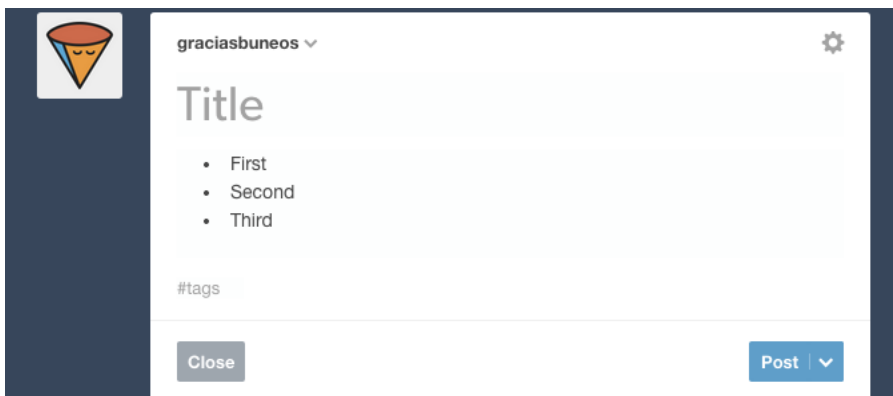 graciasbuneos
Title
• First
• Second
• Third
#tags
Close
Post